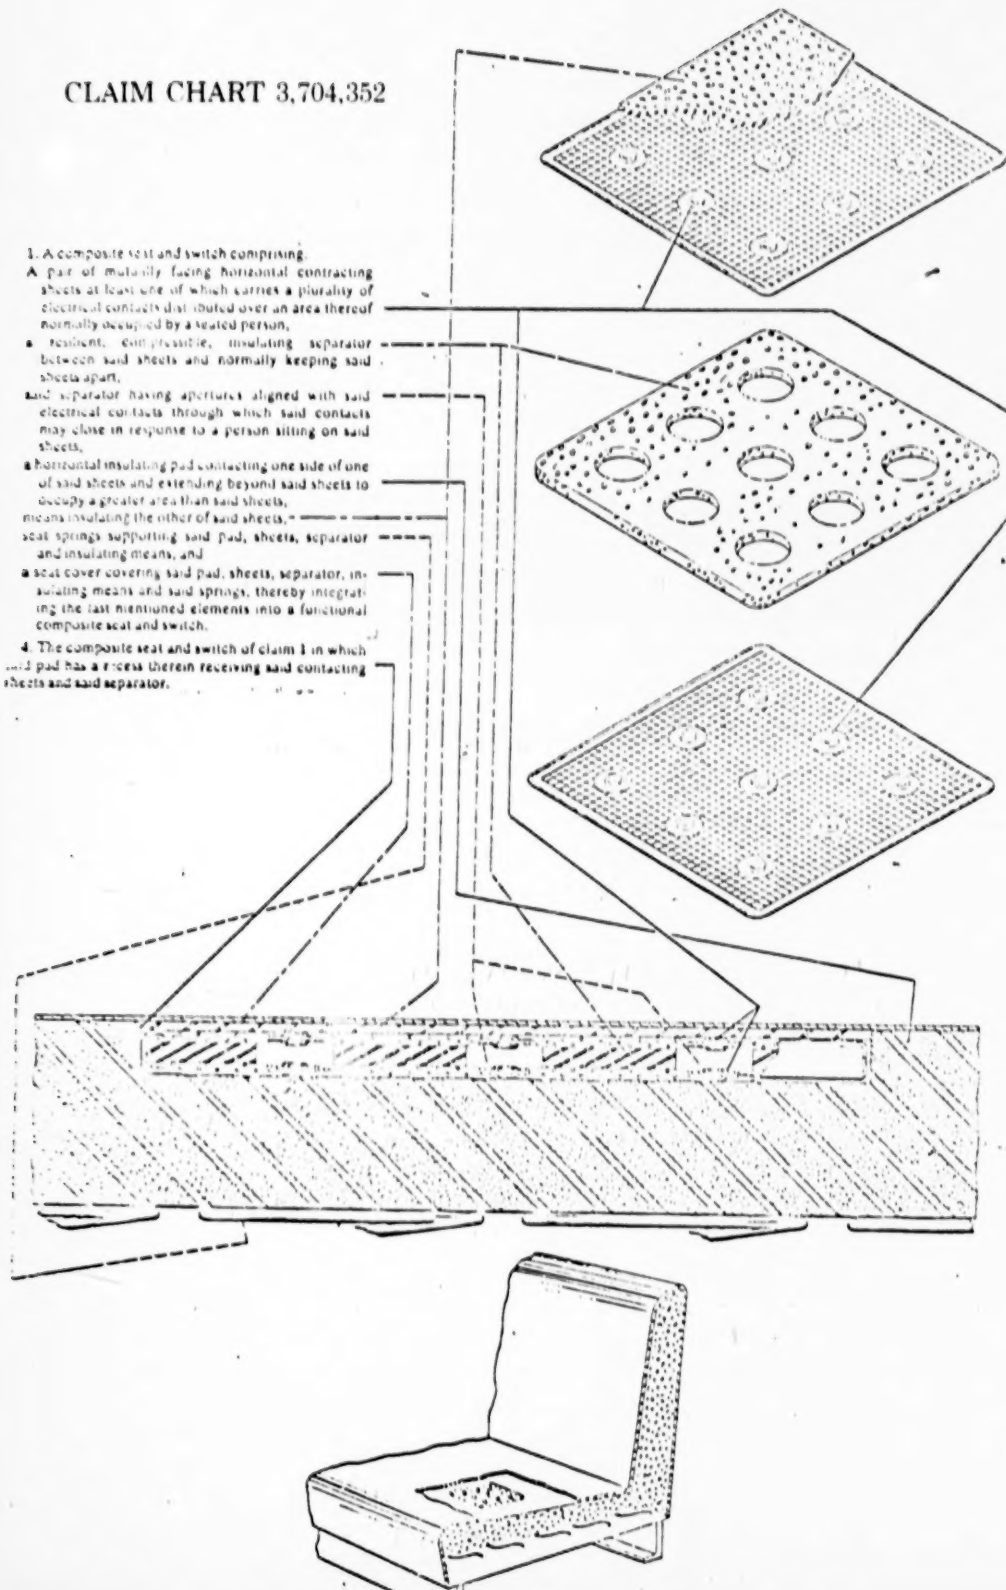 CLAIM CHART 3,704,352
1. A composite seat and switch comprising.
A pair of mutually facing horizontal contracting
sheets at least one of which carries a plurality of
electrical contacts distributed over an area thereof
normally occupied by a seated person,
a resilient, compressible, insulating separator
between said sheets and normally keeping said
sheets apart,
said separator having apertures aligned with said
electrical contacts through which said contacts
may close in response to a person sitting on said
sheets,
a horizontal insulating pad contacting one side of one
of said sheets and extending beyond said sheets to
occupy a greater area than said sheets,
means insulating the other of said sheets,
seat springs supporting said pad, sheets, separator
and insulating means, and
a seat cover covering said pad, sheets, separator, in-
sulating means and said springs, thereby integrat-
ing the last mentioned elements into a functional
composite seat and switch.
4. The composite seat and switch of claim 1 in which
said pad has a recess therein receiving said contacting
sheets and said separator.